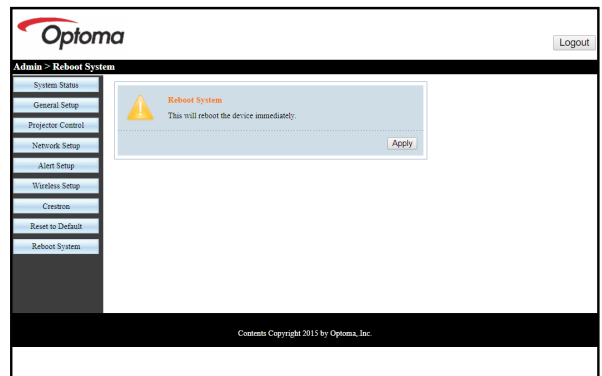 Optoma
Logout
Admin > Reboot System
System Status
General Setup
Projector Control
Network Setup
Alert Setup
Wireless Setup
Crestron
Reset to Default
Reboot System
Reboot System
This will reboot the device immediately.
Apply
Contents Copyright 2015 by Optoma, Inc.